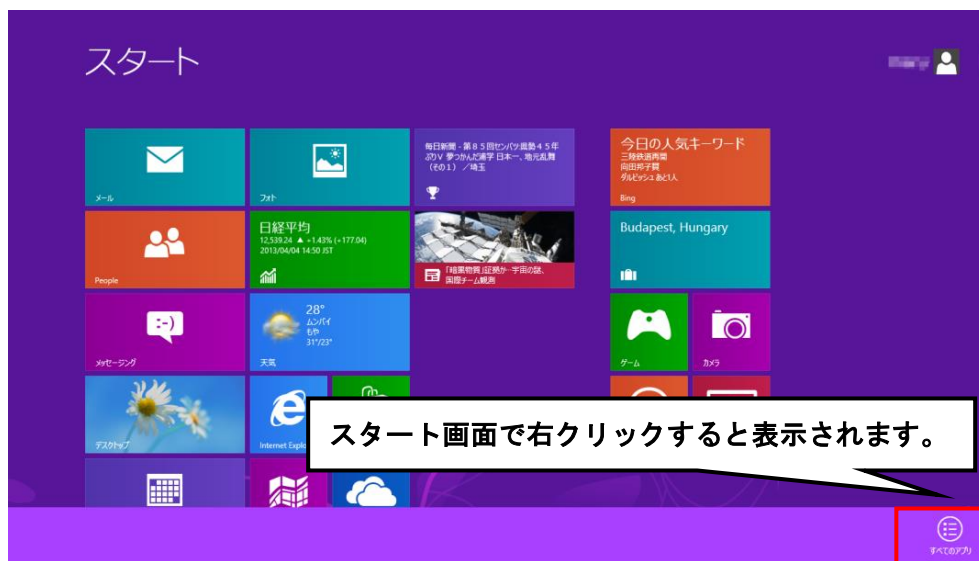 スタート
メール
フォト
毎日新聞 - 第85回センバツ:農勢45年
ぶりV 夢つかんだ浦学 日本一、地元乱舞
(その1) /埼玉
今日の人気キーワード
三陸鉄道再開
向田邦子賞
ダルビッシュ あと1人
Bing
People
日経平均
12,539.24 ▲ +1.43% (+177.04)
2013/04/04 14:50 JST
「暗黒物質」証拠か…宇宙の謎、
国際チーム観測
Budapest, Hungary
:-)
メッセージング
28°
ムンバイ
もや
31°/23°
天気
ゲーム
カメラ
デスクトップ
Internet Explo
スタート画面で右クリックすると表示されます。
すべてのアプリ